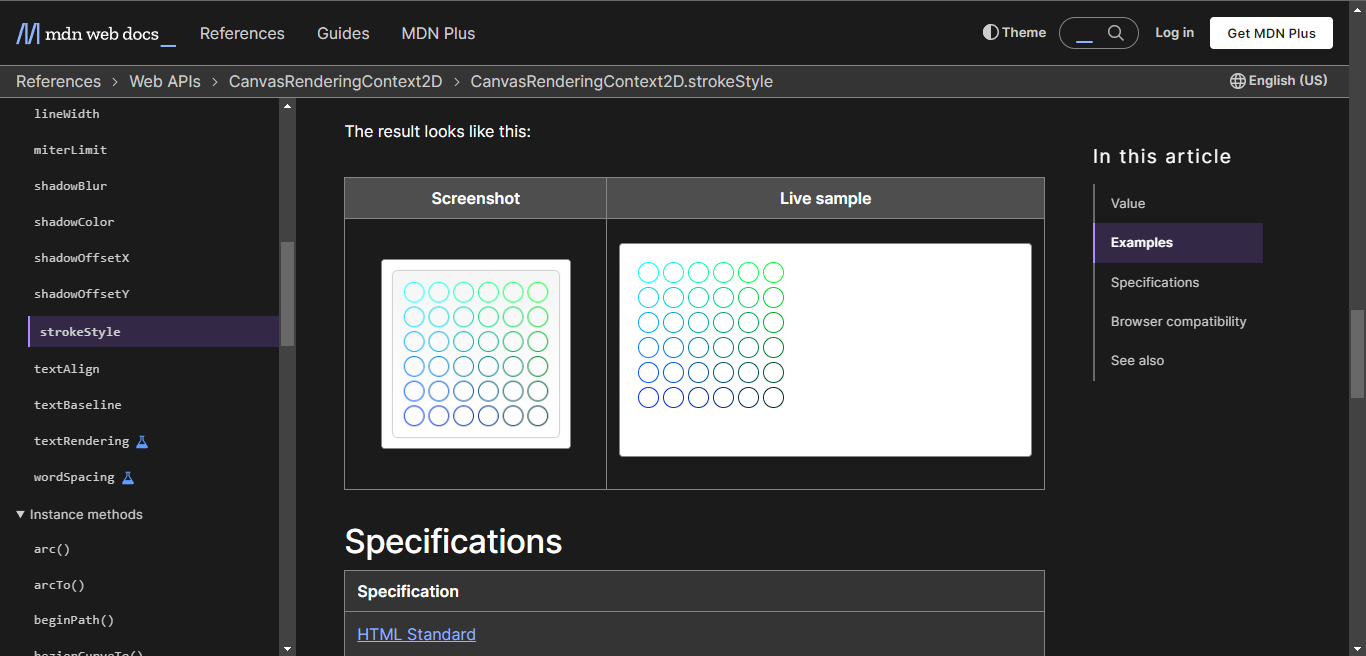 mdn web docs_
References
Guides
MDN Plus
Theme
Log in
Get MDN Plus
References > Web APIs > CanvasRenderingContext2D > CanvasRenderingContext2D.strokeStyle
English (US)
lineWidth
miterLimit
shadowBlur
shadowColor
shadowOffsetX
shadowOffsetY
strokeStyle
textAlign
textBaseline
textRendering
wordSpacing
Instance methods
arc()
arcTo()
beginPath()
bezierCurveTo()
The result looks like this:
Screenshot
Live sample
Specifications
Specification
HTML Standard
In this article
Value
Examples
Specifications
Browser compatibility
See also